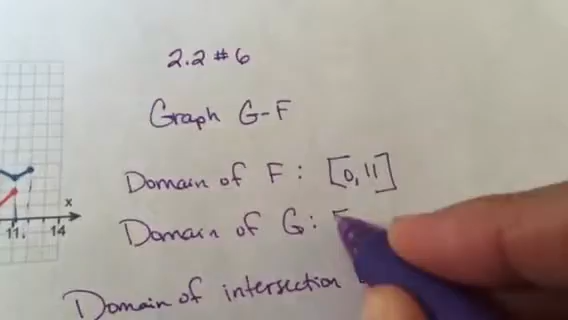 2.2 #6
Graph G-F
Domain of F: [0,11]
Domain of G: [
Domain of intersection
x
11. 14